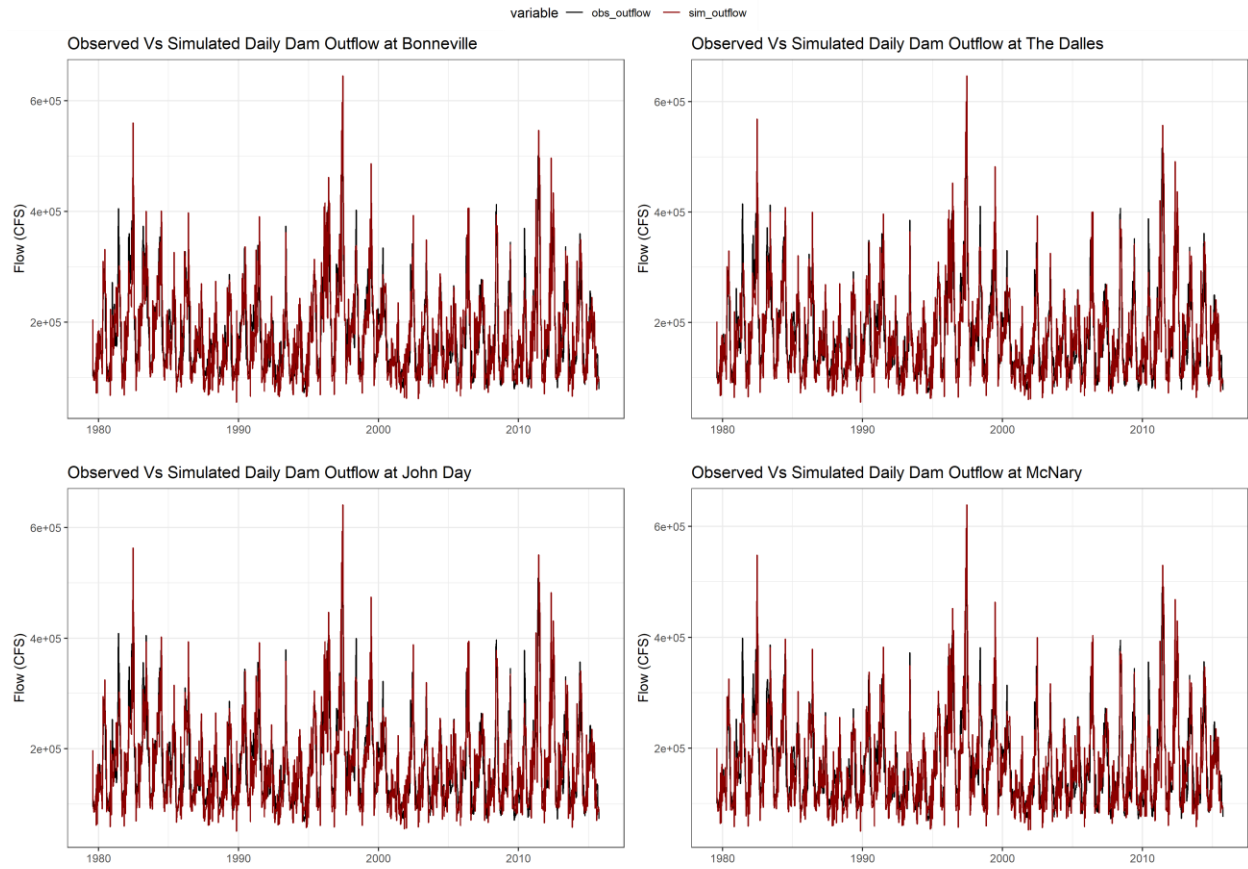 variable obs_outflow sim_outflow
Observed Vs Simulated Daily Dam Outflow at Bonneville
6e+05
4e+05
2e+05
Flow (CFS)
1980 1990 2000 2010
Observed Vs Simulated Daily Dam Outflow at The Dalles
6e+05
4e+05
2e+05
Flow (CFS)
1980 1990 2000 2010
Observed Vs Simulated Daily Dam Outflow at John Day
6e+05
4e+05
2e+05
Flow (CFS)
1980 1990 2000 2010
Observed Vs Simulated Daily Dam Outflow at McNary
6e+05
4e+05
2e+05
Flow (CFS)
1980 1990 2000 2010